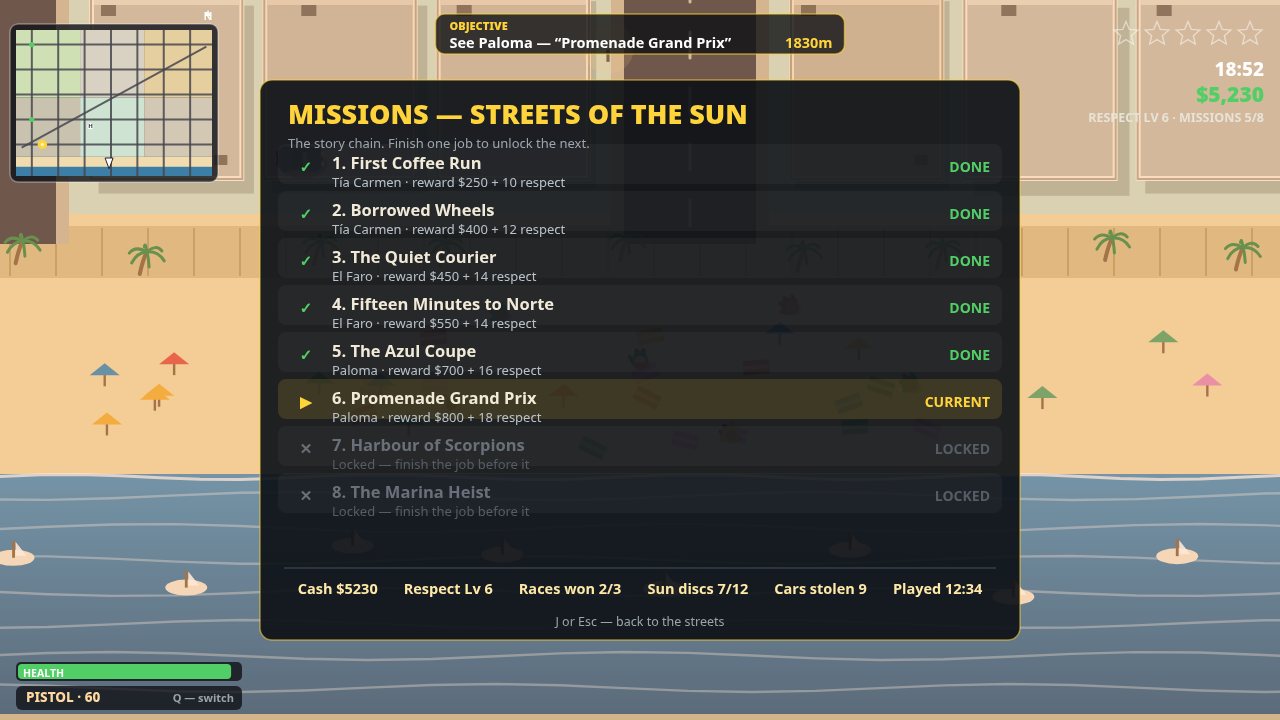 N
OBJECTIVE
See Paloma — “Promenade Grand Prix” 1830m
18:52
$5,230
RESPECT LV 6 · MISSIONS 5/8
H
MISSIONS — STREETS OF THE SUN
The story chain. Finish one job to unlock the next.
✓ 1. First Coffee Run DONE
Tía Carmen · reward $250 + 10 respect
✓ 2. Borrowed Wheels DONE
Tía Carmen · reward $400 + 12 respect
✓ 3. The Quiet Courier DONE
El Faro · reward $450 + 14 respect
✓ 4. Fifteen Minutes to Norte DONE
El Faro · reward $550 + 14 respect
✓ 5. The Azul Coupe DONE
Paloma · reward $700 + 16 respect
▶ 6. Promenade Grand Prix CURRENT
Paloma · reward $800 + 18 respect
✕ 7. Harbour of Scorpions LOCKED
Locked — finish the job before it
✕ 8. The Marina Heist LOCKED
Locked — finish the job before it
Cash $5230 Respect Lv 6 Races won 2/3 Sun discs 7/12 Cars stolen 9 Played 12:34
J or Esc — back to the streets
HEALTH
PISTOL · 60 Q — switch